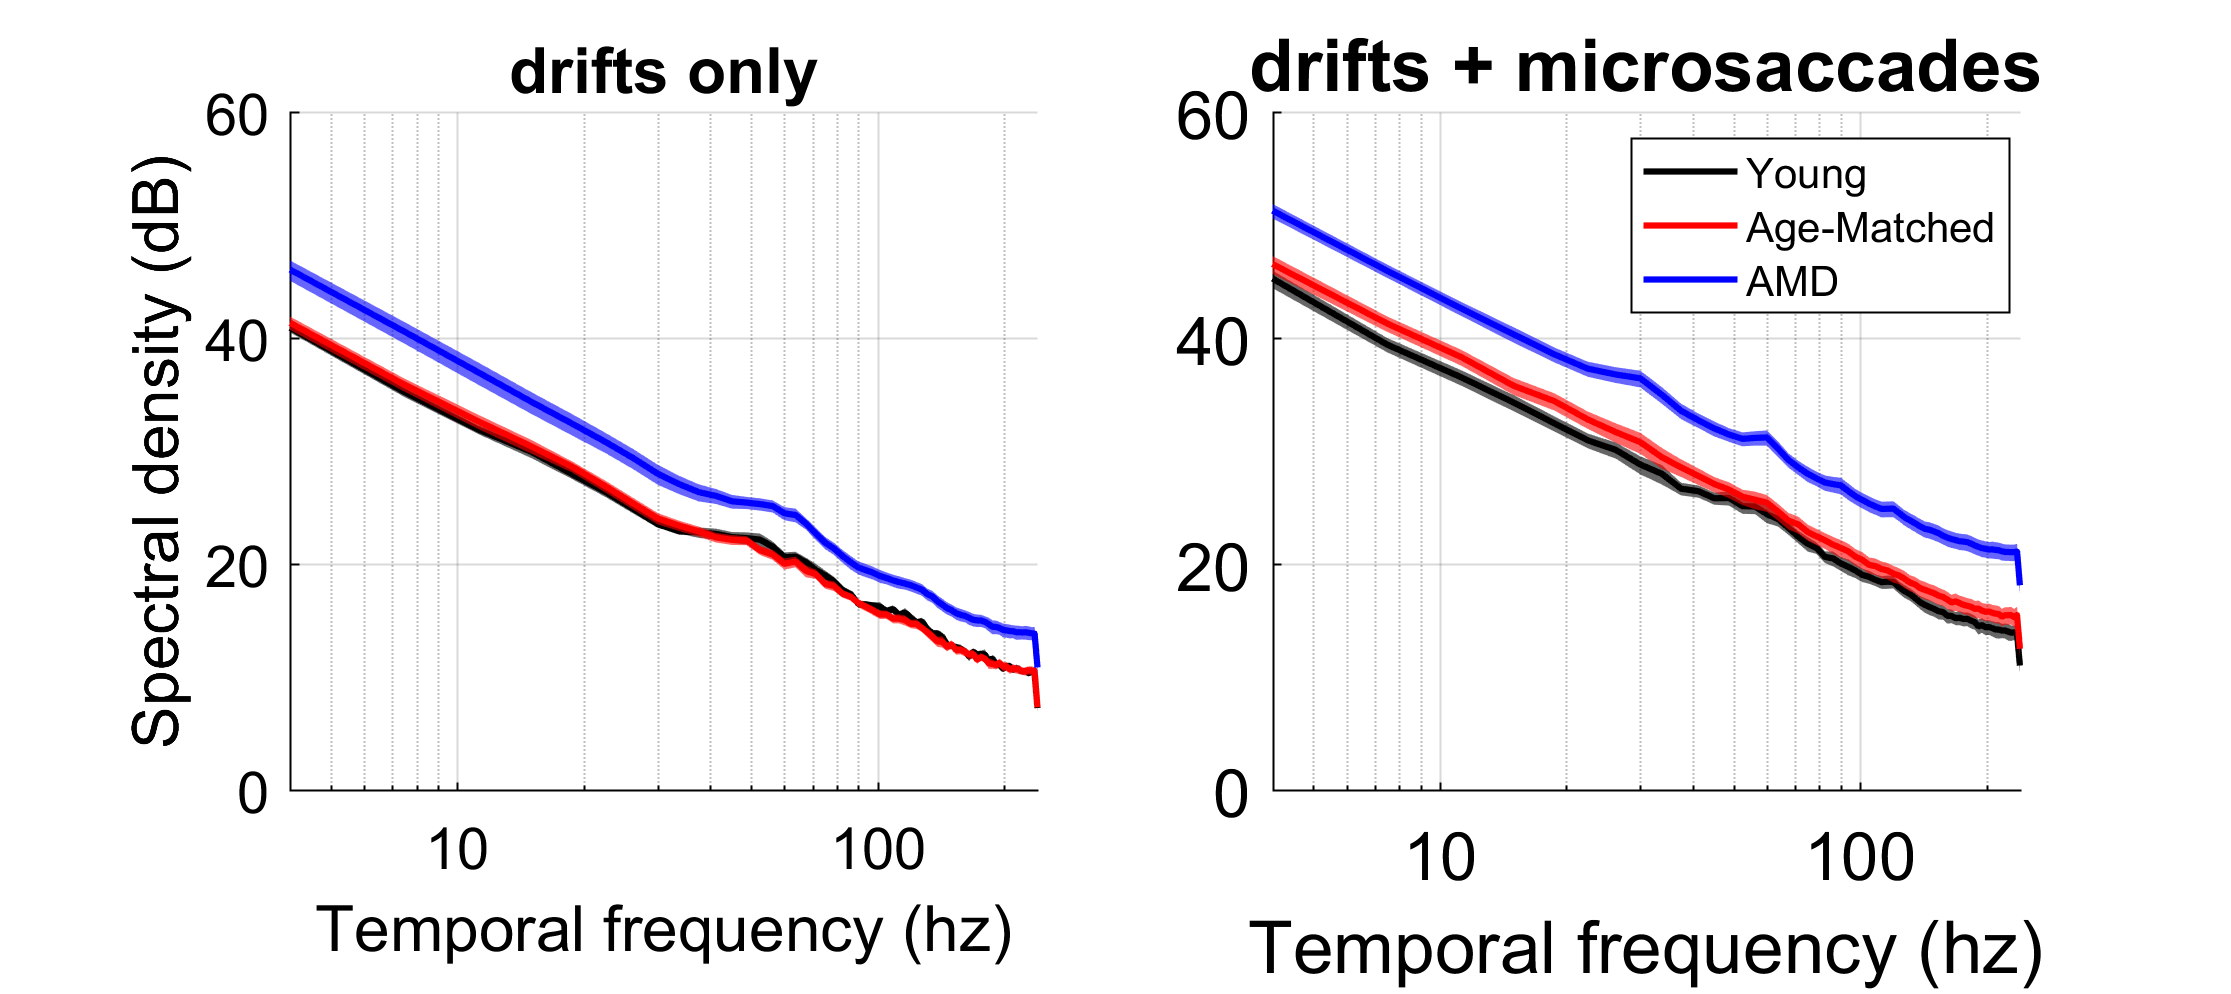 drifts only
60
40
20
0
Spectral density (dB)
10
100
Temporal frequency (hz)
drifts + microsaccades
60
40
20
0
Young
Age-Matched
AMD
10
100
Temporal frequency (hz)